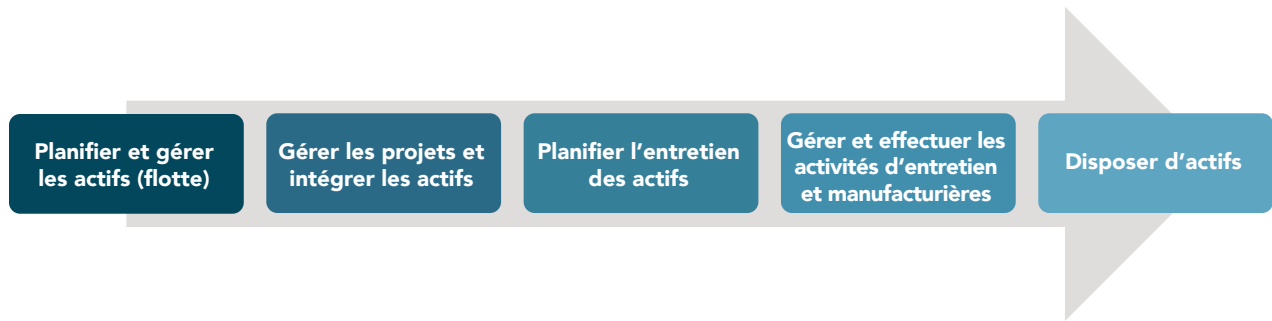 Planifier et gérer
les actifs (flotte)
Gérer les projets et
intégrer les actifs
Planifier l’entretien
des actifs
Gérer et effectuer les
activités d’entretien
et manufacturières
Disposer d’actifs